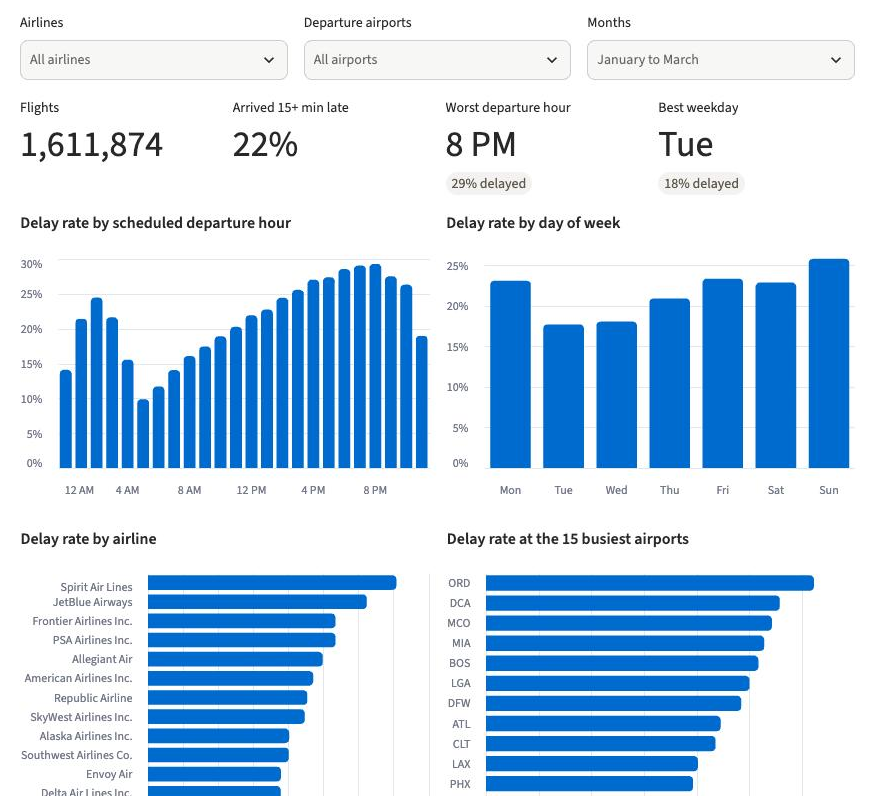 Airlines
Departure airports
Months
All airlines
All airports
January to March
Flights
Arrived 15+ min late
Worst departure hour
Best weekday
1,611,874
22%
8 PM
Tue
29% delayed
18% delayed
Delay rate by scheduled departure hour
30%
25%
20%
15%
10%
5%
0%
12 AM
4 AM
8 AM
12 PM
4 PM
8 PM
Delay rate by day of week
25%
20%
15%
10%
5%
0%
Mon
Tue
Wed
Thu
Fri
Sat
Sun
Delay rate by airline
Spirit Air Lines
JetBlue Airways
Frontier Airlines Inc.
PSA Airlines Inc.
Allegiant Air
American Airlines Inc.
Republic Airline
SkyWest Airlines Inc.
Alaska Airlines Inc.
Southwest Airlines Co.
Envoy Air
Delta Air Lines Inc.
Delay rate at the 15 busiest airports
ORD
DCA
MCO
MIA
BOS
LGA
DFW
ATL
CLT
LAX
PHX